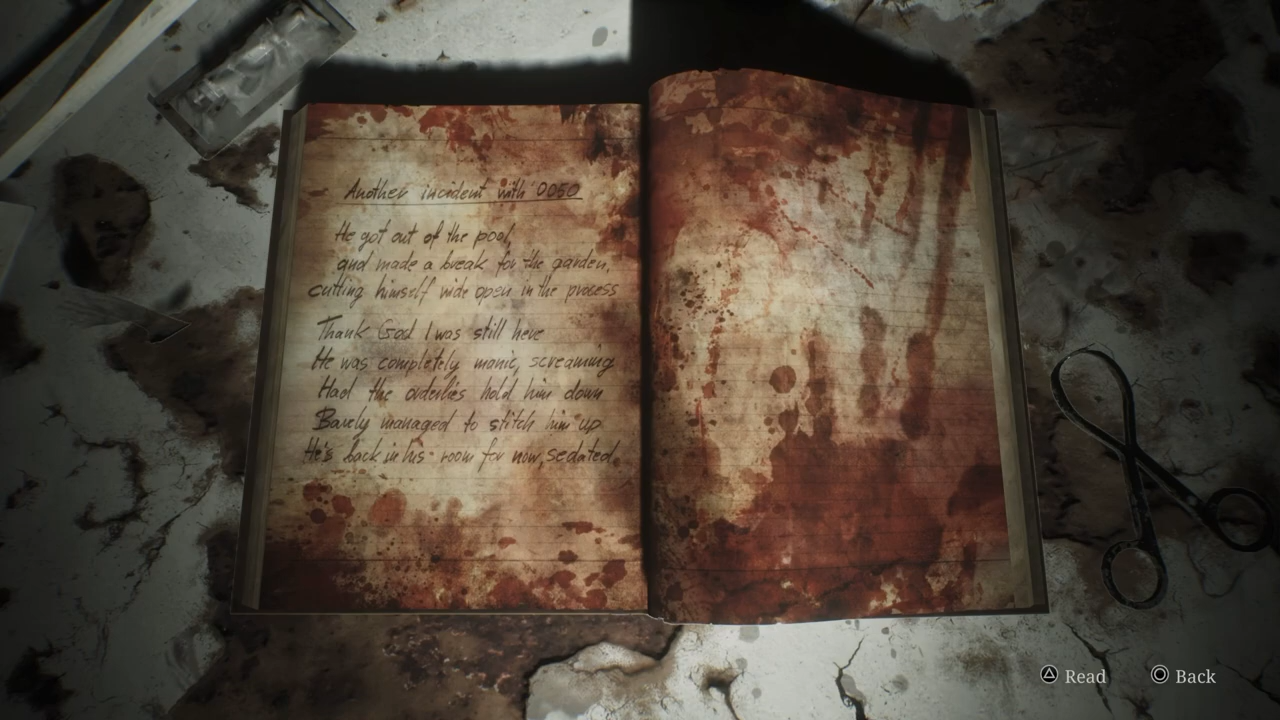 Another incident with 0050
He got out of the pool,
and made a break for the garden,
cutting himself wide open in the process
Thank God I was still here
He was completely manic, screaming
Had the orderlies hold him down
Barely managed to stitch him up
He's back in his room for now, sedated.
Read
Back